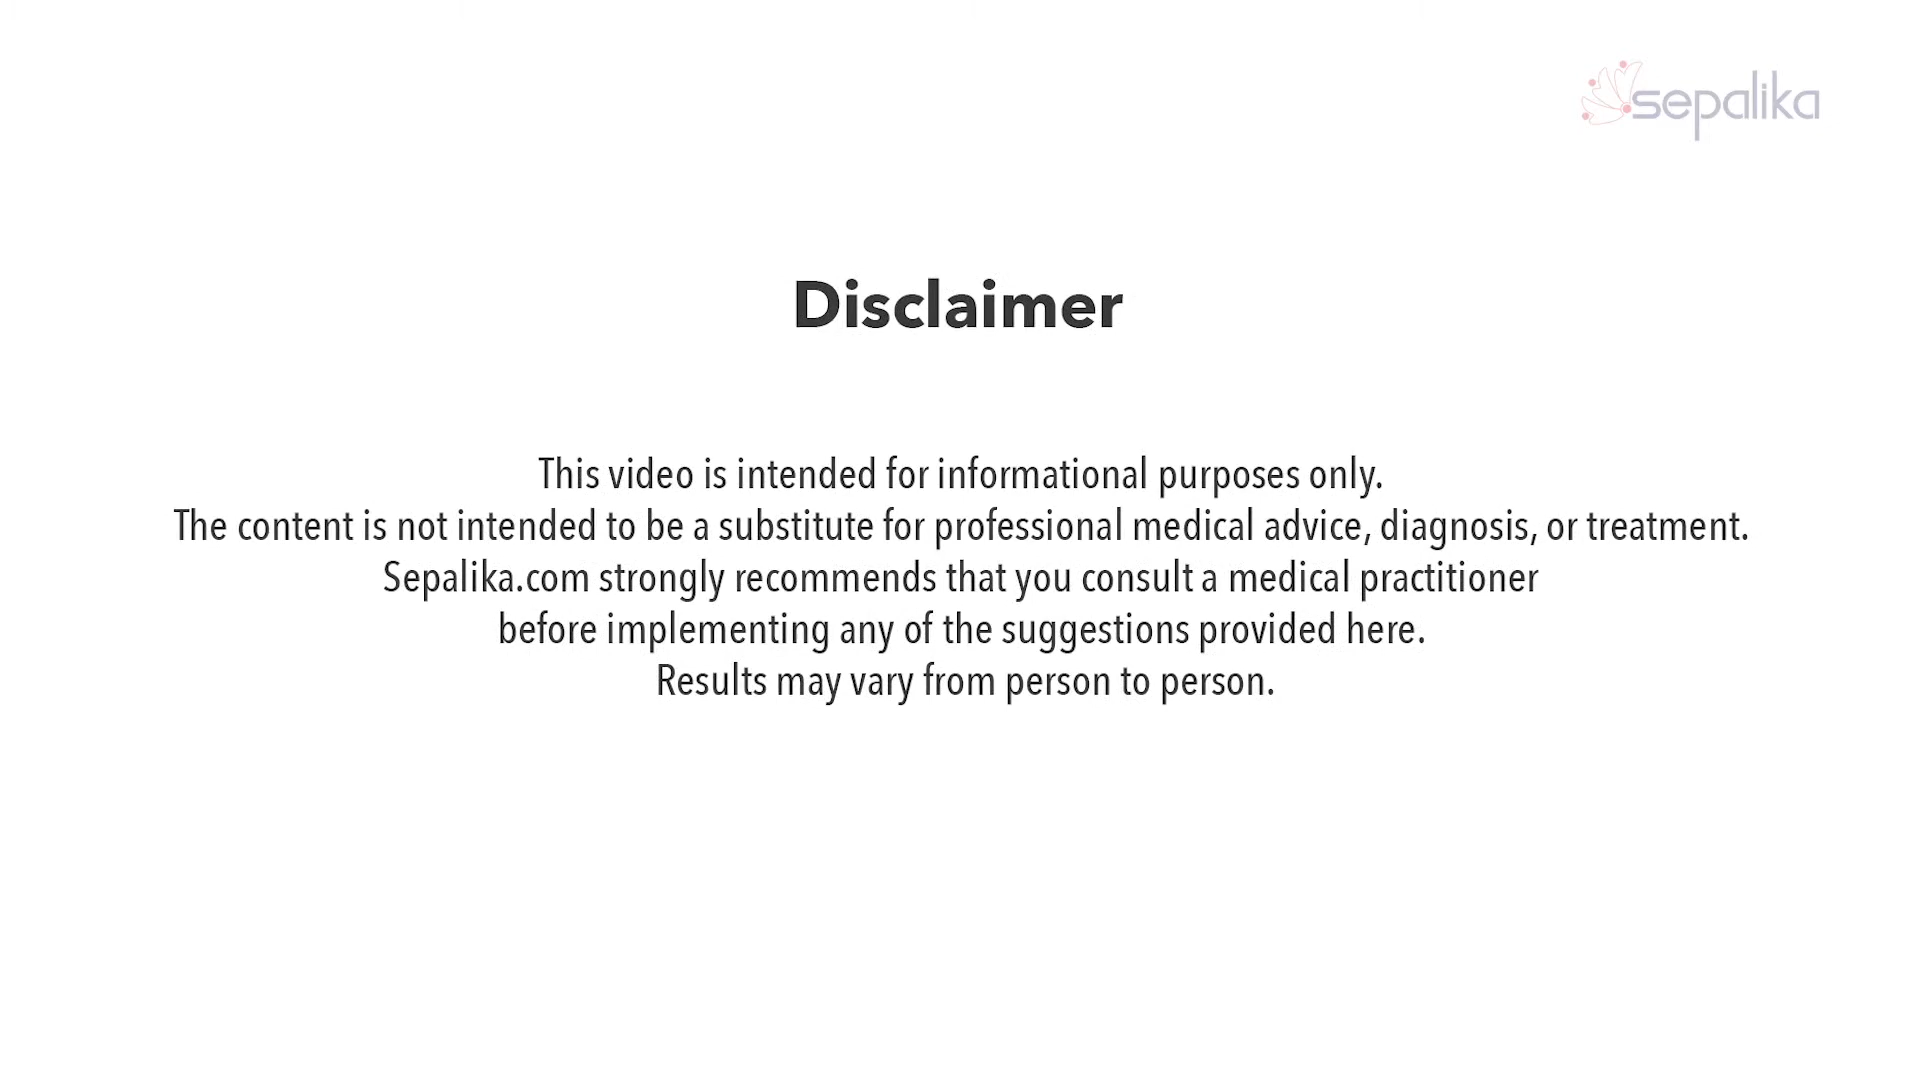 sepalika
Disclaimer
This video is intended for informational purposes only.
The content is not intended to be a substitute for professional medical advice, diagnosis, or treatment.
Sepalika.com strongly recommends that you consult a medical practitioner
before implementing any of the suggestions provided here.
Results may vary from person to person.